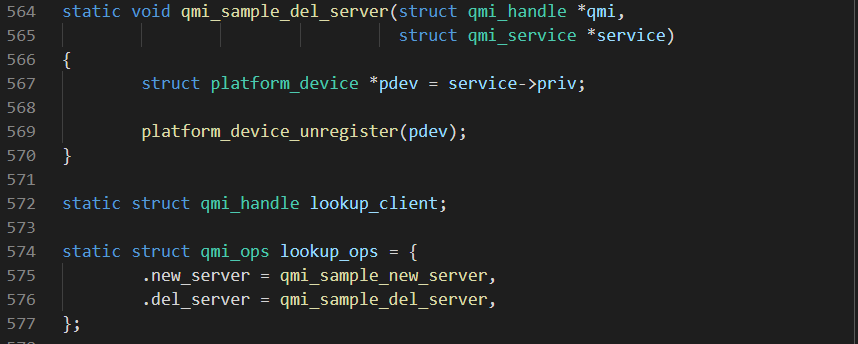 564 static void qmi_sample_del_server(struct qmi_handle *qmi,
565 struct qmi_service *service)
566 {
567 struct platform_device *pdev = service->priv;
568
569 platform_device_unregister(pdev);
570 }
571
572 static struct qmi_handle lookup_client;
573
574 static struct qmi_ops lookup_ops = {
575 .new_server = qmi_sample_new_server,
576 .del_server = qmi_sample_del_server,
577 };